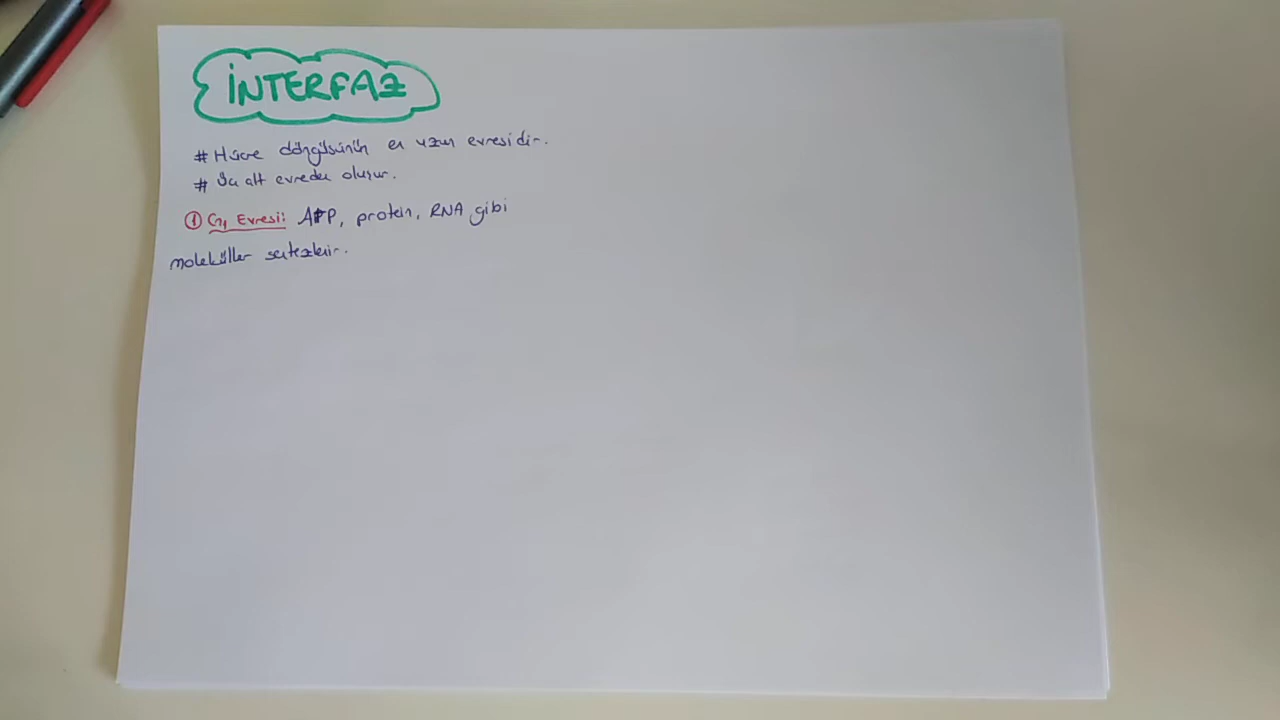 İNTERFAZ
# Hücre döngüsünün en uzun evresidir.
# Üç alt evreden oluşur.
① G₁ Evresi: ATP, protein, RNA gibi
moleküller sentezlenir.